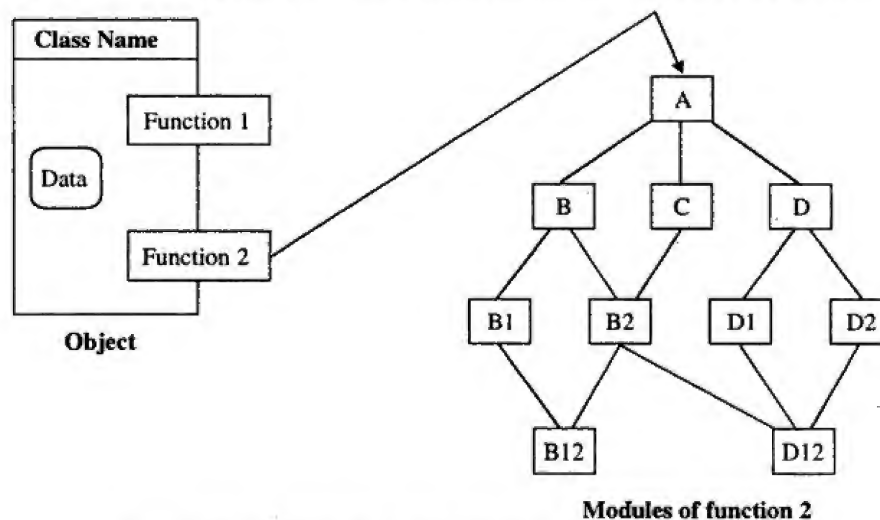 Class Name
Function 1
Data
Function 2
Object
A
B C D
B1 B2 D1 D2
B12 D12
Modules of function 2